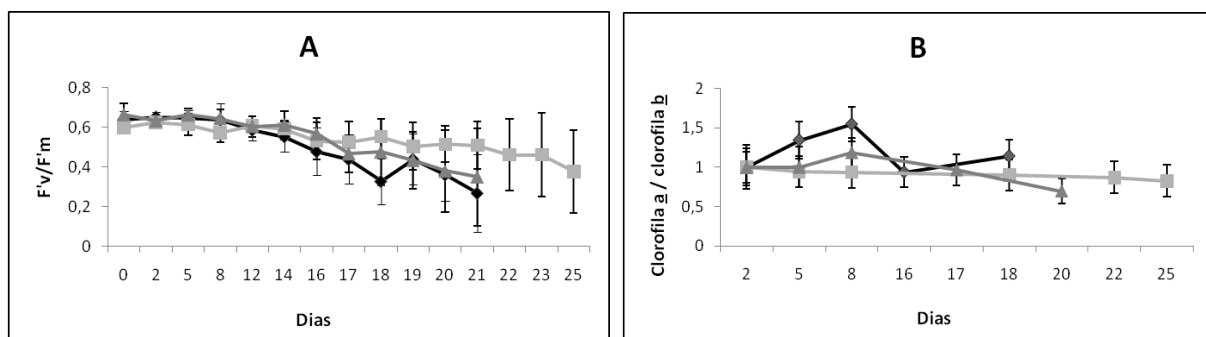 A
F'v/F'm
0,8
0,6
0,4
0,2
0
0 2 5 8 12 14 16 17 18 19 20 21 22 23 25
Dias
B
Clorofila a / clorofila b
2
1,5
1
0,5
0
2 5 8 16 17 18 20 22 25
Dias